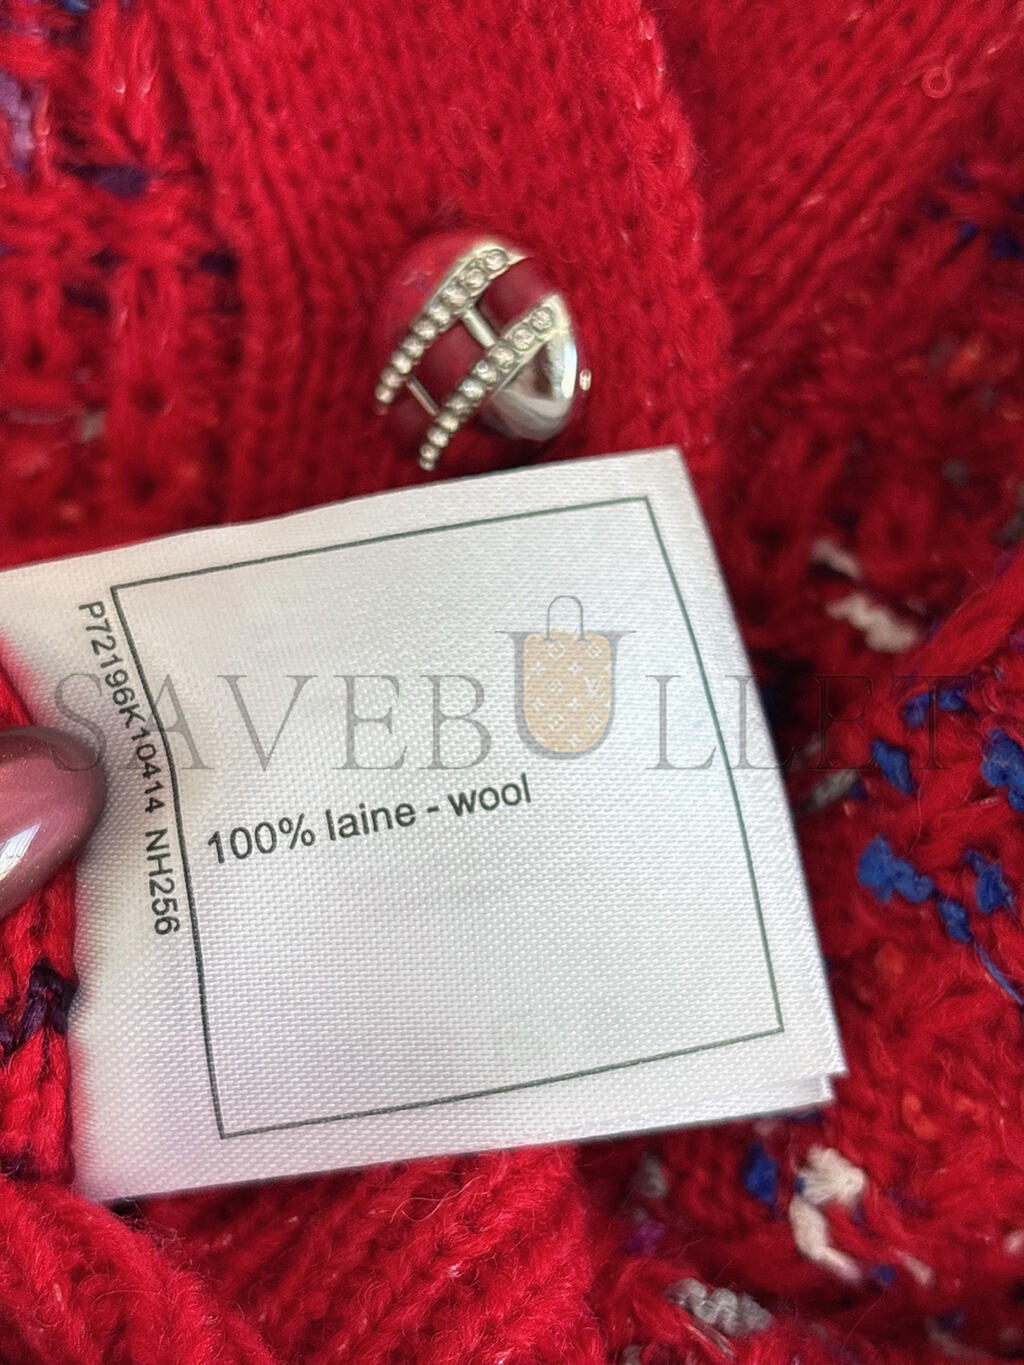 P72196K10414 NH256
SAVEBULLET
100% laine - wool